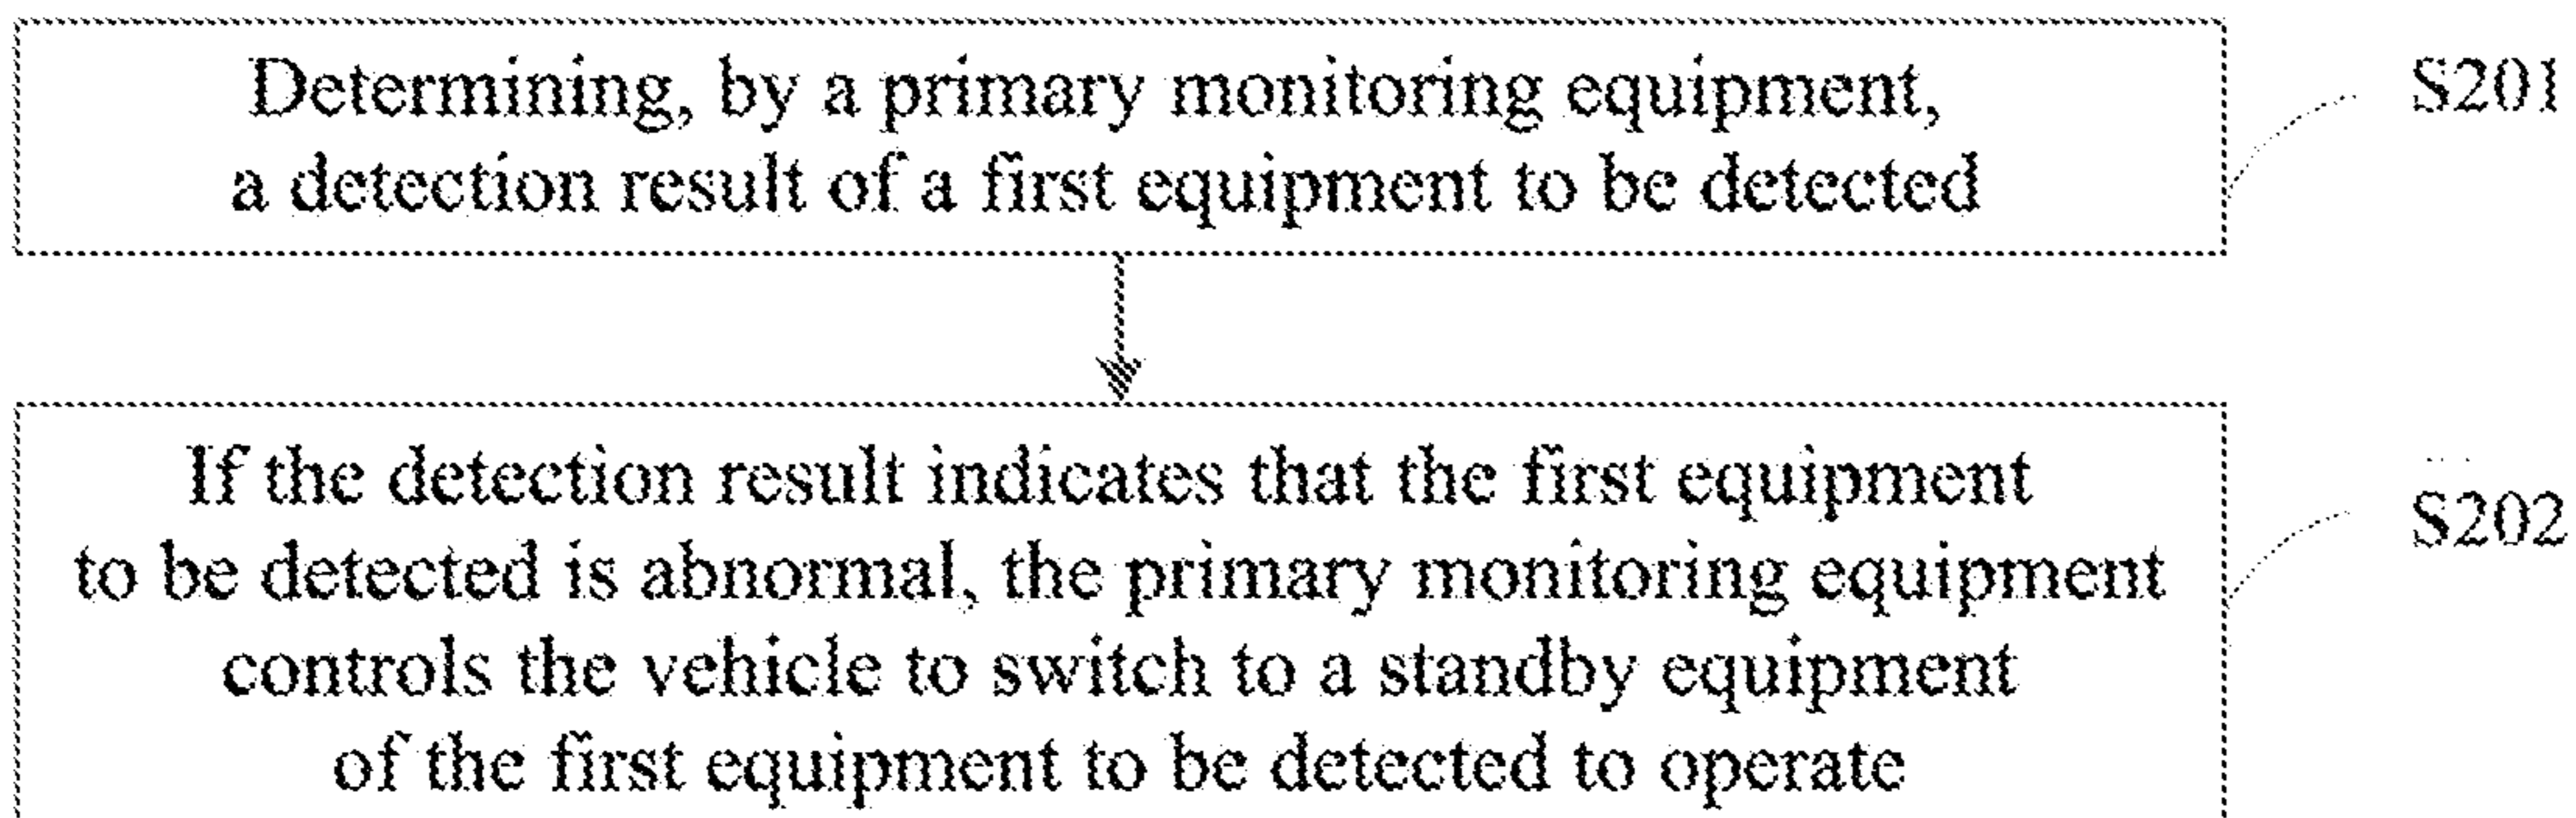 Determining, by a primary monitoring equipment,
a detection result of a first equipment to be detected
S201
If the detection result indicates that the first equipment
to be detected is abnormal, the primary monitoring equipment
controls the vehicle to switch to a standby equipment
of the first equipment to be detected to operate
S202